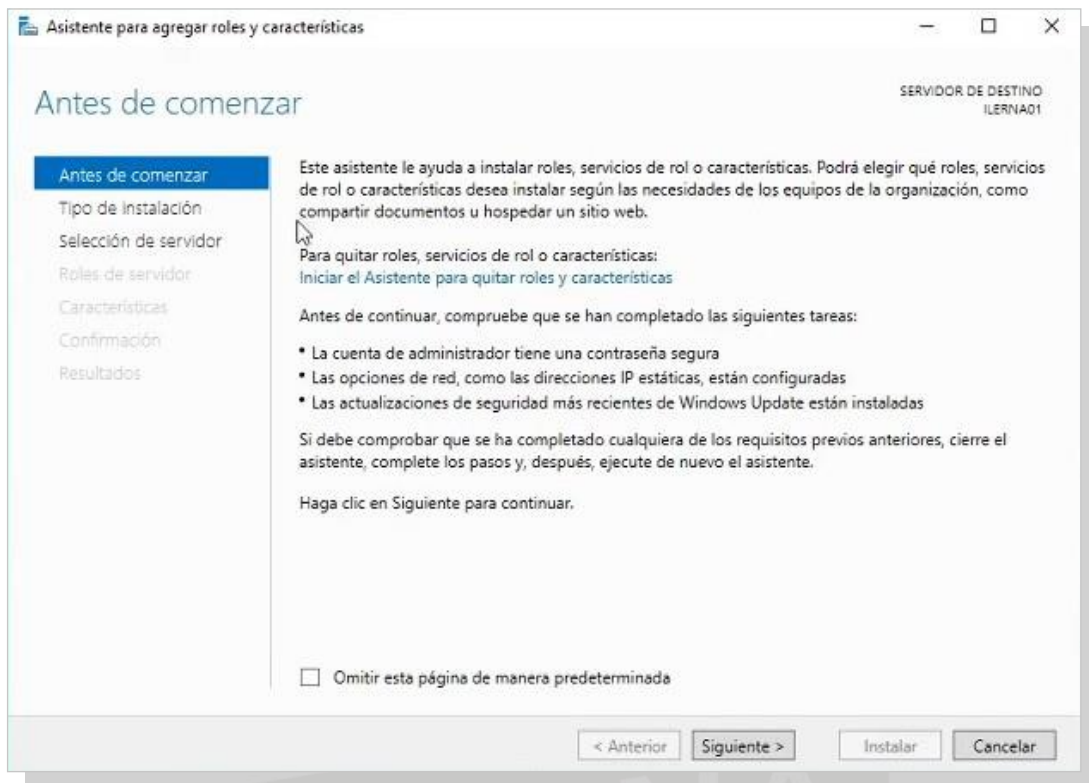 Asistente para agregar roles y características
Antes de comenzar
SERVIDOR DE DESTINO
ILERNA01
Antes de comenzar
Tipo de instalación
Selección de servidor
Roles de servidor
Características
Confirmación
Resultados
Este asistente le ayuda a instalar roles, servicios de rol o características. Podrá elegir qué roles, servicios
de rol o características desea instalar según las necesidades de los equipos de la organización, como
compartir documentos u hospedar un sitio web.
Para quitar roles, servicios de rol o características:
Iniciar el Asistente para quitar roles y características
Antes de continuar, compruebe que se han completado las siguientes tareas:
• La cuenta de administrador tiene una contraseña segura
• Las opciones de red, como las direcciones IP estáticas, están configuradas
• Las actualizaciones de seguridad más recientes de Windows Update están instaladas
Si debe comprobar que se ha completado cualquiera de los requisitos previos anteriores, cierre el
asistente, complete los pasos y, después, ejecute de nuevo el asistente.
Haga clic en Siguiente para continuar.
Omitir esta página de manera predeterminada
< Anterior
Siguiente >
Instalar
Cancelar